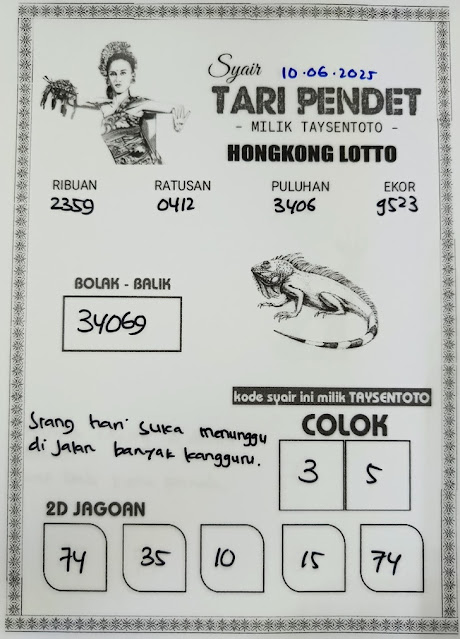 Syair 10.06.2025
TARI PENDET
- MILIK TAYSENTOTO -
HONGKONG LOTTO
RIBUAN RATUSAN PULUHAN EKOR
2359 0412 3406 9523
BOLAK - BALIK
34069
kode syair ini milik TAYSENTOTO
Siang hari suka menunggu
di jalan banyak kangguru.
COLOK
3 5
2D JAGOAN
74 35 10 15 74